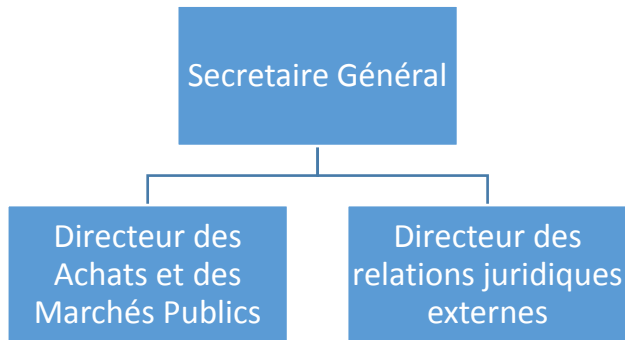 Secretaire Général
Directeur des
Achats et des
Marchés Publics
Directeur des
relations juridiques
externes